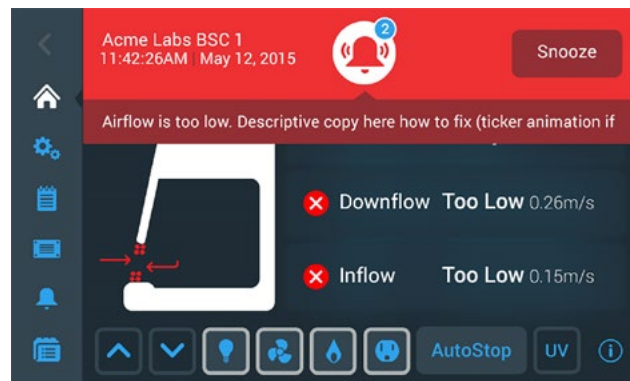 Acme Labs BSC 1
11:42:26AM May 12, 2015
2
Snooze
Airflow is too low. Descriptive copy here how to fix (ticker animation if
Downflow Too Low 0.26m/s
Inflow Too Low 0.15m/s
AutoStop
UV